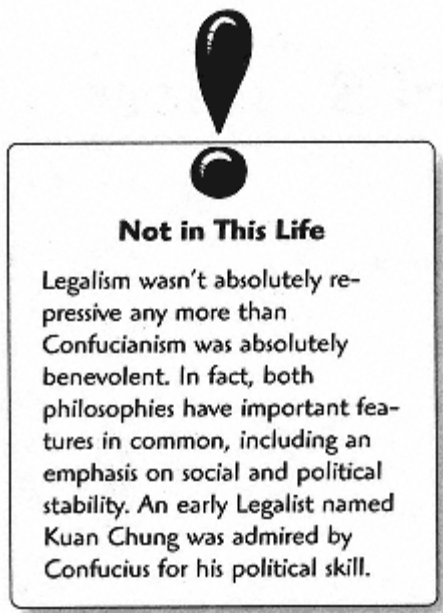 Not in This Life
Legalism wasn't absolutely re-
pressive any more than
Confucianism was absolutely
benevolent. In fact, both
philosophies have important fea-
tures in common, including an
emphasis on social and political
stability. An early Legalist named
Kuan Chung was admired by
Confucius for his political skill.